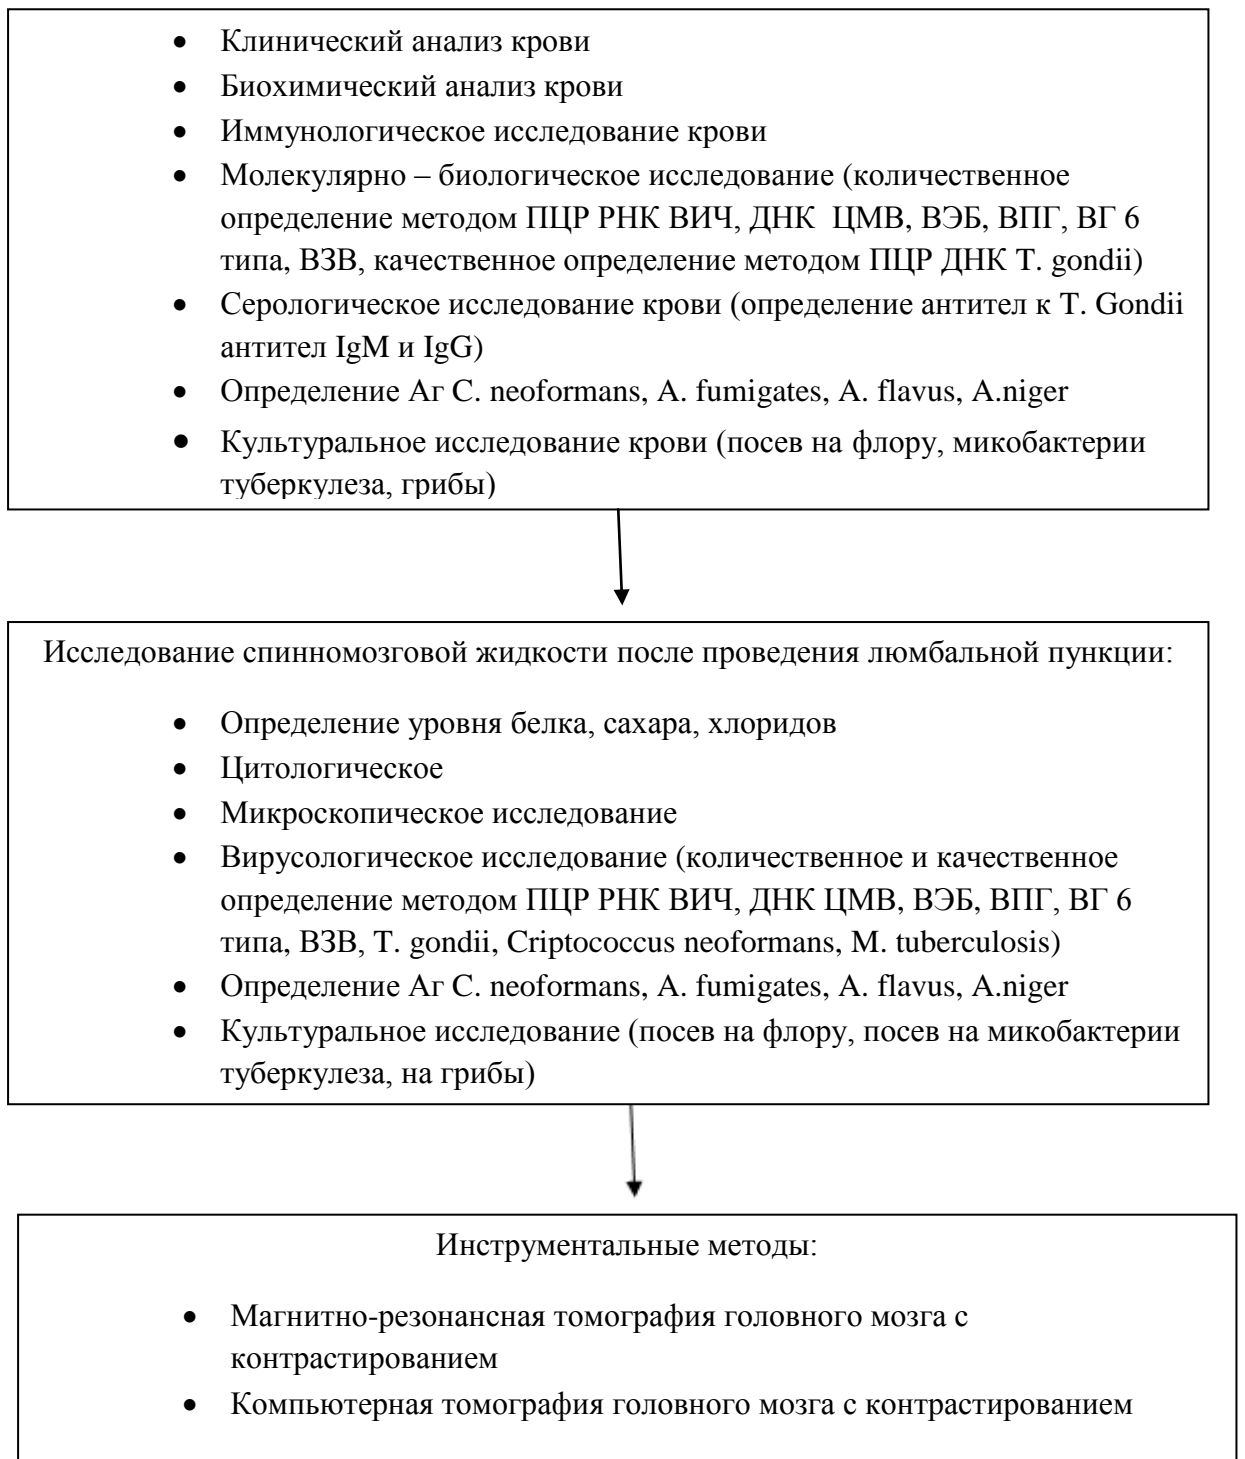 • Клинический анализ крови
• Биохимический анализ крови
• Иммунологическое исследование крови
• Молекулярно – биологическое исследование (количественное
определение методом ПЦР РНК ВИЧ, ДНК ЦМВ, ВЭБ, ВПГ, ВГ 6
типа, ВЗВ, качественное определение методом ПЦР ДНК T. gondii)
• Серологическое исследование крови (определение антител к T. Gondii
антител IgM и IgG)
• Определение Аг C. neoformans, A. fumigates, A. flavus, A.niger
• Культуральное исследование крови (посев на флору, микобактерии
туберкулеза, грибы)
Исследование спинномозговой жидкости после проведения люмбальной пункции:
• Определение уровня белка, сахара, хлоридов
• Цитологическое
• Микроскопическое исследование
• Вирусологическое исследование (количественное и качественное
определение методом ПЦР РНК ВИЧ, ДНК ЦМВ, ВЭБ, ВПГ, ВГ 6
типа, ВЗВ, T. gondii, Criptococcus neoformans, M. tuberculosis)
• Определение Аг C. neoformans, A. fumigates, A. flavus, A.niger
• Культуральное исследование (посев на флору, посев на микобактерии
туберкулеза, на грибы)
Инструментальные методы:
• Магнитно-резонансная томография головного мозга с
контрастированием
• Компьютерная томография головного мозга с контрастированием